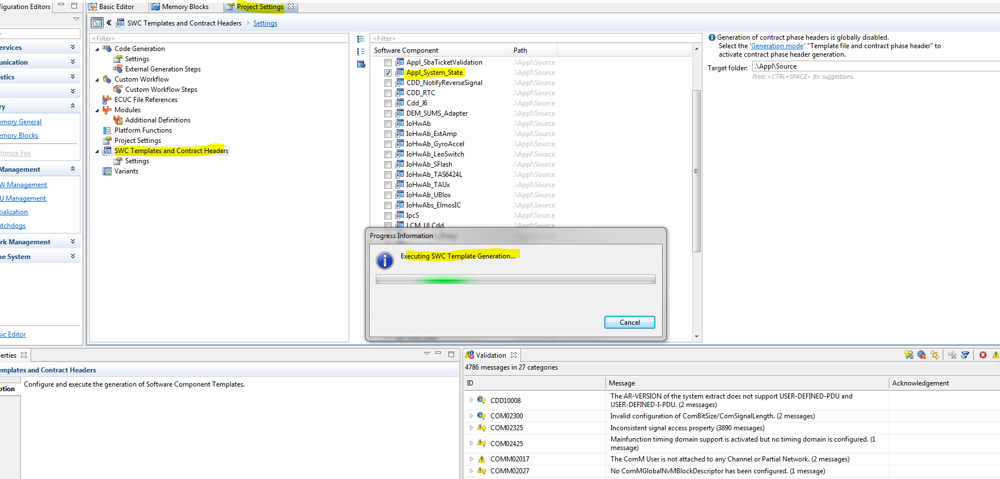 figuration Editors
Basic Editor
Memory Blocks
Project Settings
SWC Templates and Contract Headers
Settings
ervices
unication
ostics
ry
emory General
emory Blocks
timize Fee
Management
W Management
U Management
tialization
atchdogs
rk Management
ne System
sic Editor
<Filter>
Code Generation
Settings
External Generation Steps
Custom Workflow
Custom Workflow Steps
ECUC File References
Modules
Additional Definitions
Platform Functions
Project Settings
SWC Templates and Contract Headers
Settings
Variants
<Filter>
Software Component Path
Appl_SbaTicketValidation .\Appl\Source
Appl_System_State .\Appl\Source
CDD_NotifyReverseSignal .\Appl\Source
CDD_RTC .\Appl\Source
Cdd_J6 .\Appl\Source
DEM_SUMS_Adapter .\Appl\Source
IoHwAb .\Appl\Source
IoHwAb_ExtAmp .\Appl\Source
IoHwAb_GyroAccel .\Appl\Source
IoHwAb_LeoSwitch .\Appl\Source
IoHwAb_SFlash .\Appl\Source
IoHwAb_TAS6424L .\Appl\Source
IoHwAb_TAUx .\Appl\Source
IoHwAb_UBlox .\Appl\Source
IoHwAbs_ElmosIC .\Appl\Source
IpcS .\Appl\Source
LCM_ULCdd .\Appl\Source
Generation of contract phase headers is globally disabled.
Select the 'Generation mode' "Template file and contract phase header" to
activate contract phase header generation.
Target folder: .\Appl\Source
Press <CTRL+SPACE> for suggestions.
Progress Information
Executing SWC Template Generation...
Cancel
erties
emplates and Contract Headers
otion
Configure and execute the generation of Software Component Templates.
Validation
4786 messages in 27 categories
ID Message Acknowledgement
CDD10008 The AR-VERSION of the system extract does not support USER-DEFINED-PDU and
USER-DEFINED-I-PDU. (2 messages)
COM02300 Invalid configuration of ComBitSize/ComSignalLength. (2 messages)
COM02325 Inconsistent signal access property (3890 messages)
COM02425 Mainfunction timing domain support is activated but no timing domain is configured. (1
message)
COMM02017 The ComM User is not attached to any Channel or Partial Network. (2 messages)
COMM02027 No ComMGlobalNvMBlockDescriptor has been configured. (1 message)